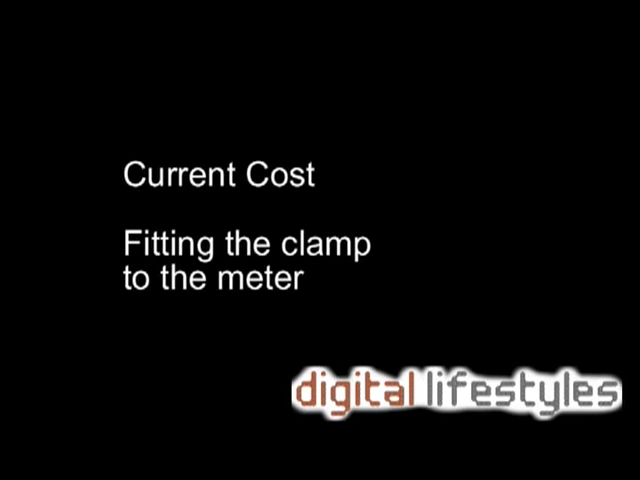 Current Cost
Fitting the clamp
to the meter
digital lifestyles